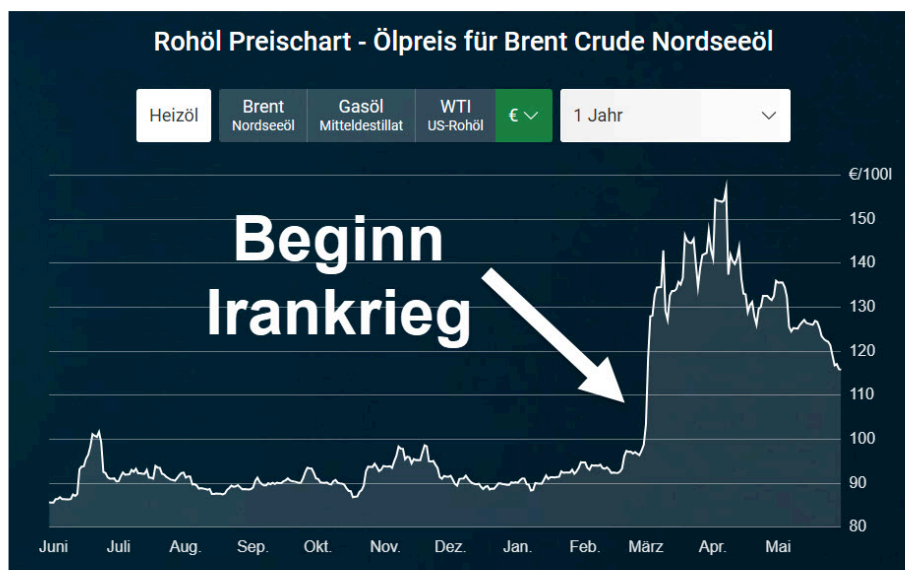 Rohöl Preischart - Ölpreis für Brent Crude Nordseeöl
Heizöl
Brent
Nordseeöl
Gasöl
Mitteldestillat
WTI
US-Rohöl
€
1 Jahr
€/100l
150
140
130
120
110
100
90
80
Beginn
Irankrieg
Juni Juli Aug. Sep. Okt. Nov. Dez. Jan. Feb. März Apr. Mai